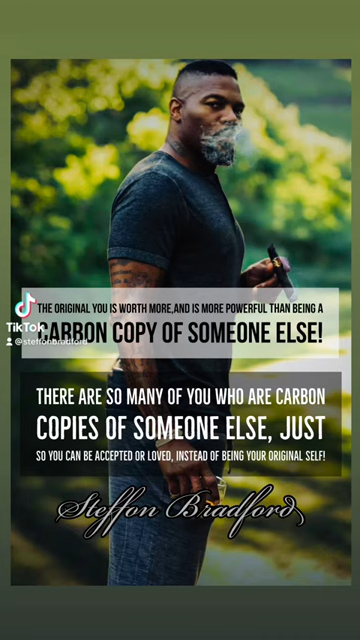 THE ORIGINAL YOU IS WORTH MORE,AND IS MORE POWERFUL THAN BEING A
CARBON COPY OF SOMEONE ELSE!
TikTok
@steffonbradford
THERE ARE SO MANY OF YOU WHO ARE CARBON
COPIES OF SOMEONE ELSE, JUST
SO YOU CAN BE ACCEPTED OR LOVED, INSTEAD OF BEING YOUR ORIGINAL SELF!
Steffon Bradford